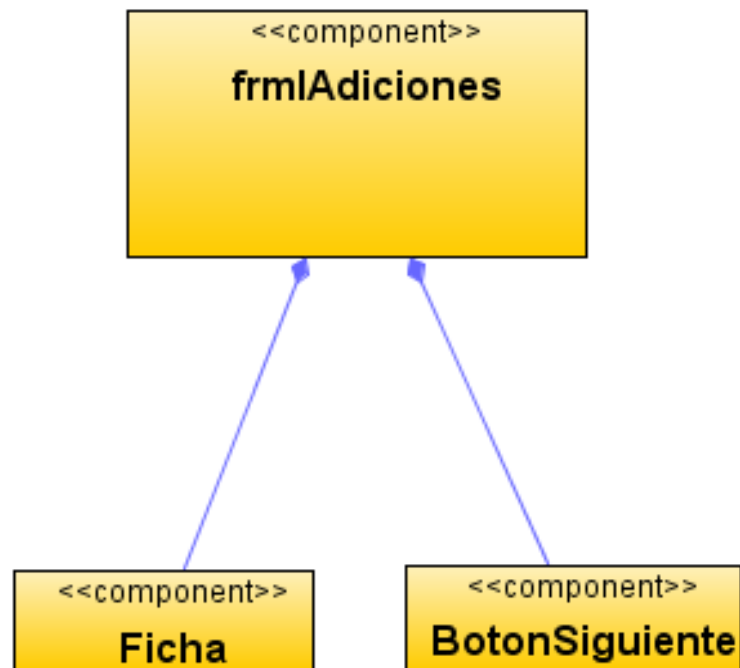 <<component>>
frmlAdiciones
<<component>>
Ficha
<<component>>
BotonSiguiente